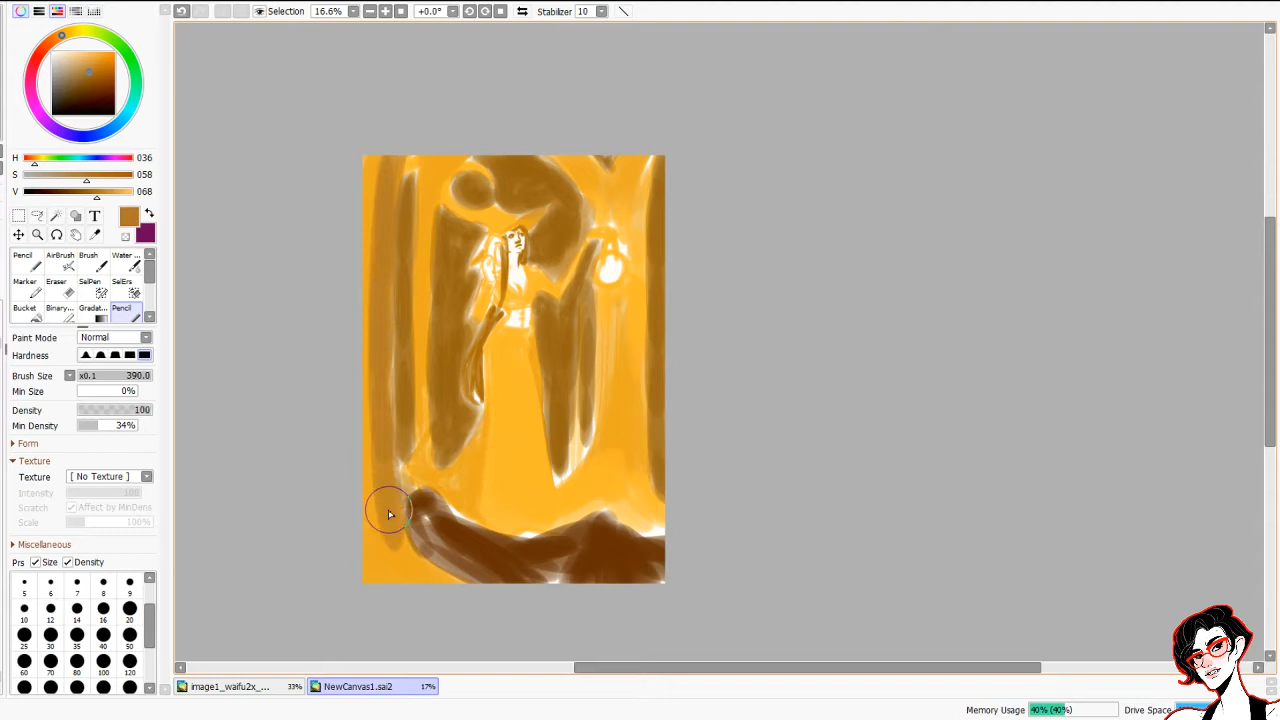 Selection 16.6% +0.0° Stabilizer 10
H 036
S 058
V 068
T
Pencil AirBrush Brush Water ...
Marker Eraser SelPen SelErs
Bucket Binary... Gradat... Pencil
Paint Mode Normal
Hardness
Brush Size x0.1 390.0
Min Size 0%
Density 100
Min Density 34%
Form
Texture
Texture [ No Texture ]
Intensity 100
Scratch Affect by MinDens
Scale 100%
Miscellaneous
Prs Size Density
5 6 7 8 9
10 12 14 16 20
25 30 35 40 50
60 70 80 100 120
image1_waifu2x_... 33% NewCanvas1.sai2 17%
Memory Usage 40% (40%) Drive Space